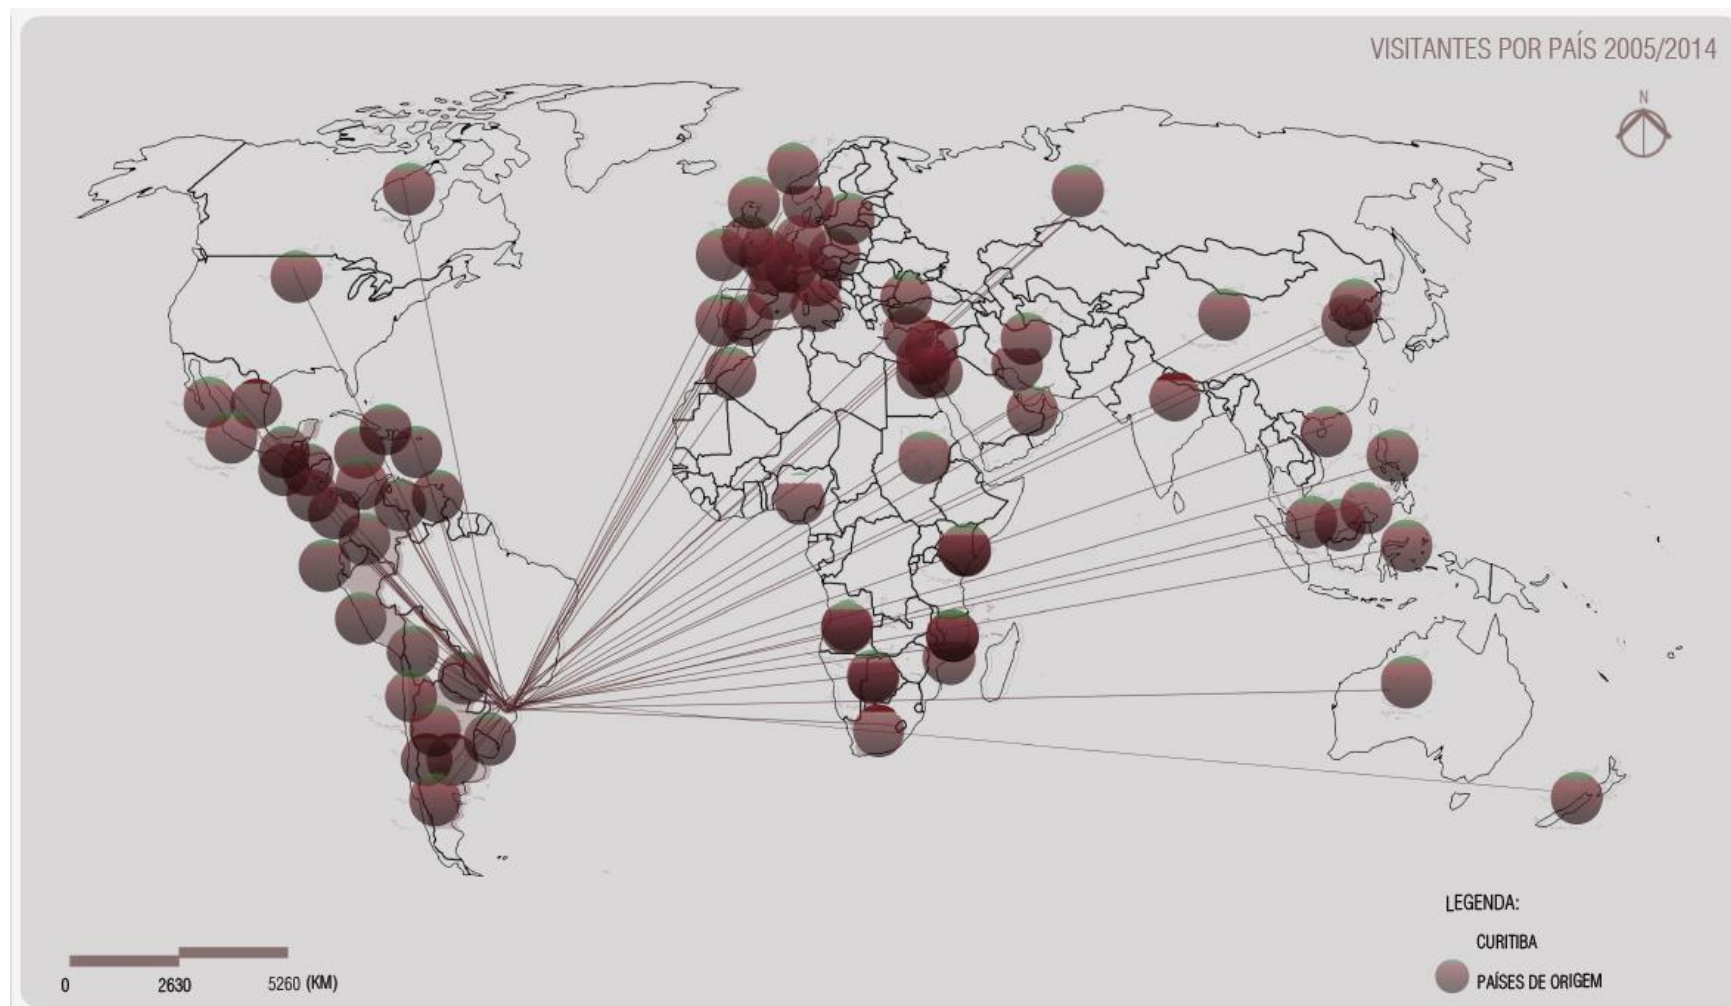 VISITANTES POR PAÍS 2005/2014
N
LEGENDA:
CURITIBA
PAÍSES DE ORIGEM
0 2630 5260 (KM)